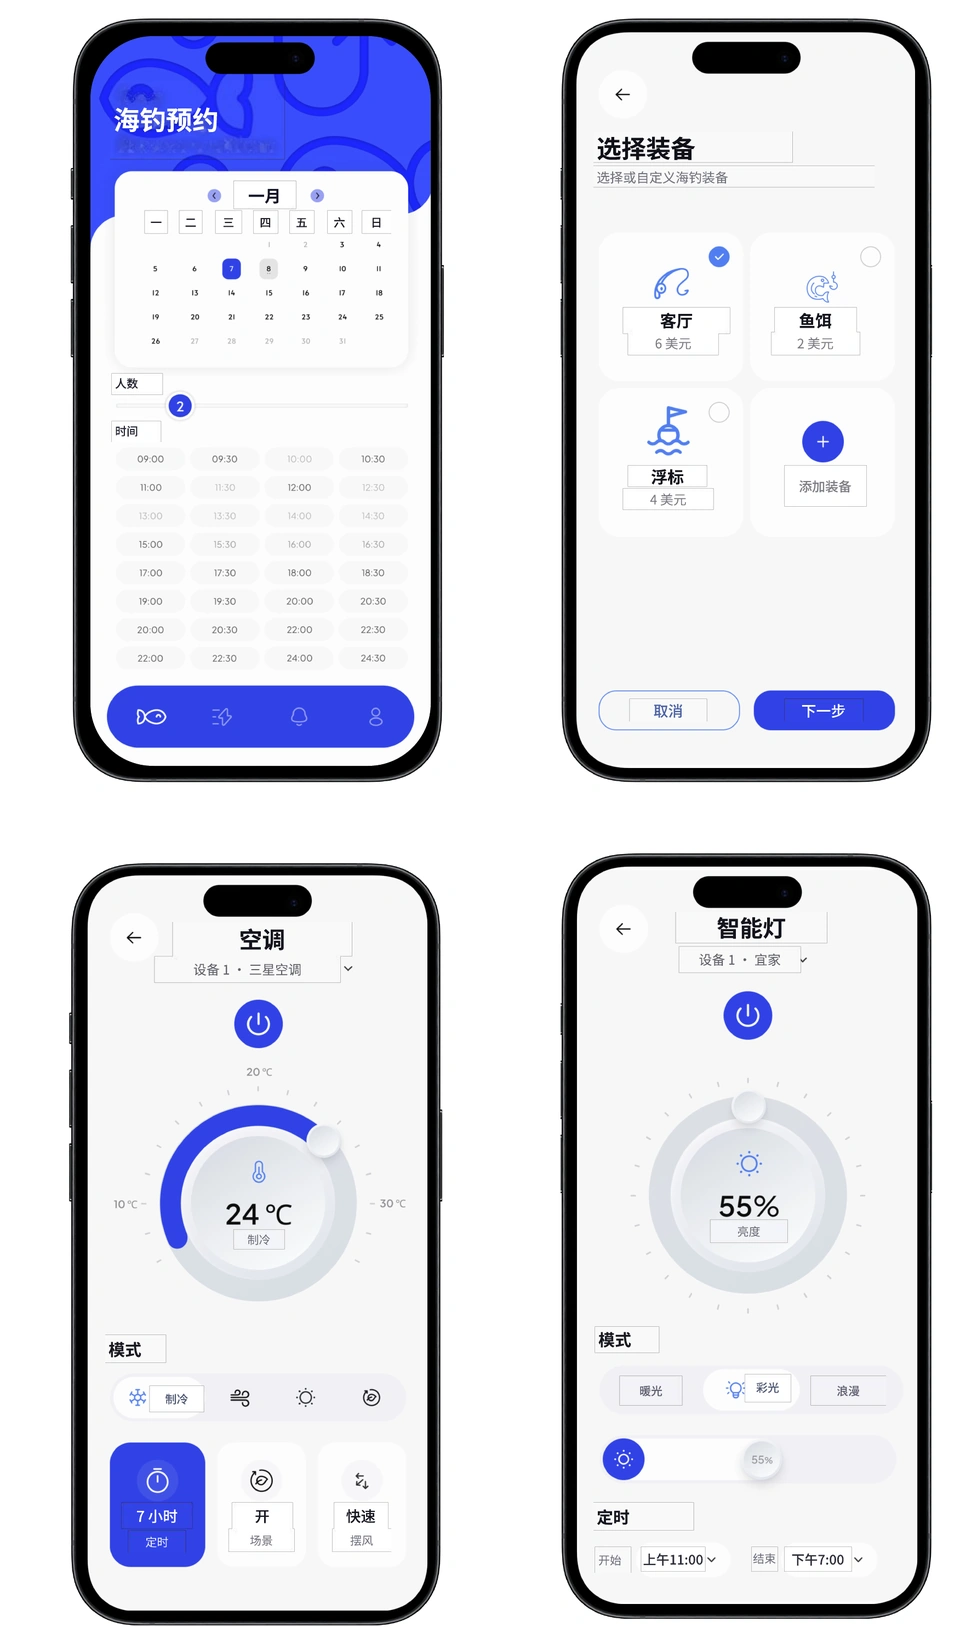 海钓预约
一月
一 二 三 四 五 六 日
1 2 3 4
5 6 7 8 9 10 11
12 13 14 15 16 17 18
19 20 21 22 23 24 25
26 27 28 29 30 31
人数
2
时间
09:00 09:30 10:00 10:30
11:00 11:30 12:00 12:30
13:00 13:30 14:00 14:30
15:00 15:30 16:00 16:30
17:00 17:30 18:00 18:30
19:00 19:30 20:00 20:30
20:00 20:30 22:00 22:30
22:00 22:30 24:00 24:30
选择装备
选择或自定义海钓装备
客厅
6 美元
鱼饵
2 美元
浮标
4 美元
添加装备
取消
下一步
空调
设备 1 · 三星空调
20 °C
10 °C
30 °C
24 °C
制冷
模式
制冷
7 小时
定时
开
场景
快速
摆风
智能灯
设备 1 · 宜家
55%
亮度
模式
暖光
彩光
浪漫
55%
定时
开始
上午11:00
结束
下午7:00